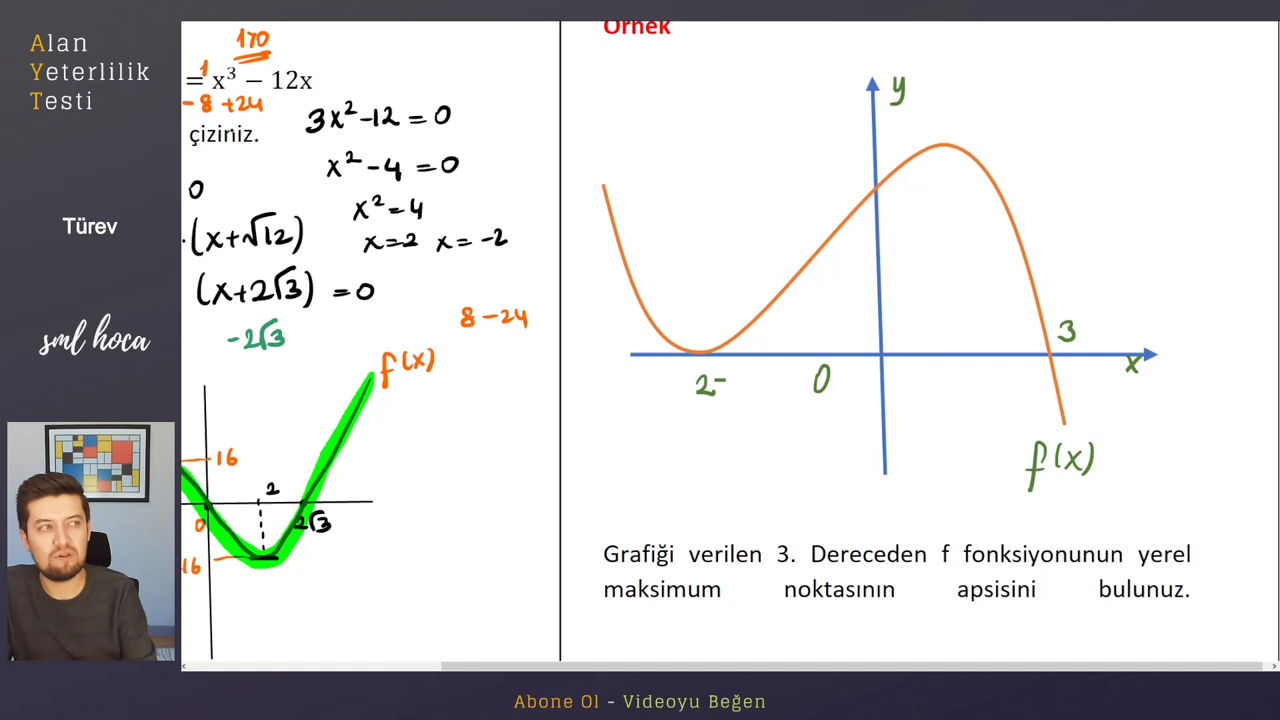 Alan
Yeterlilik
Testi
Türev
sml hoca
170
1
= x³ − 12x
-8 +24
çiziniz.
0
·(x+√12)
(x+2√3) = 0
-2√3
3x²-12 = 0
x²-4 = 0
x²=4
x=2 x=-2
8-24
f(x)
16
2
0
2√3
16
Örnek
y
3
x
2-
0
f(x)
Grafiği verilen 3. Dereceden f fonksiyonunun yerel
maksimum noktasının apsisini bulunuz.
Abone Ol - Videoyu Beğen